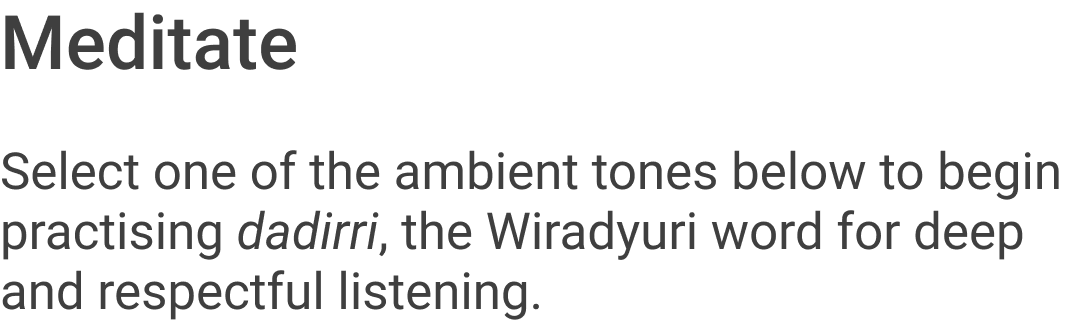 Meditate
Select one of the ambient tones below to begin
practising dadirri, the Wiradyuri word for deep
and respectful listening.